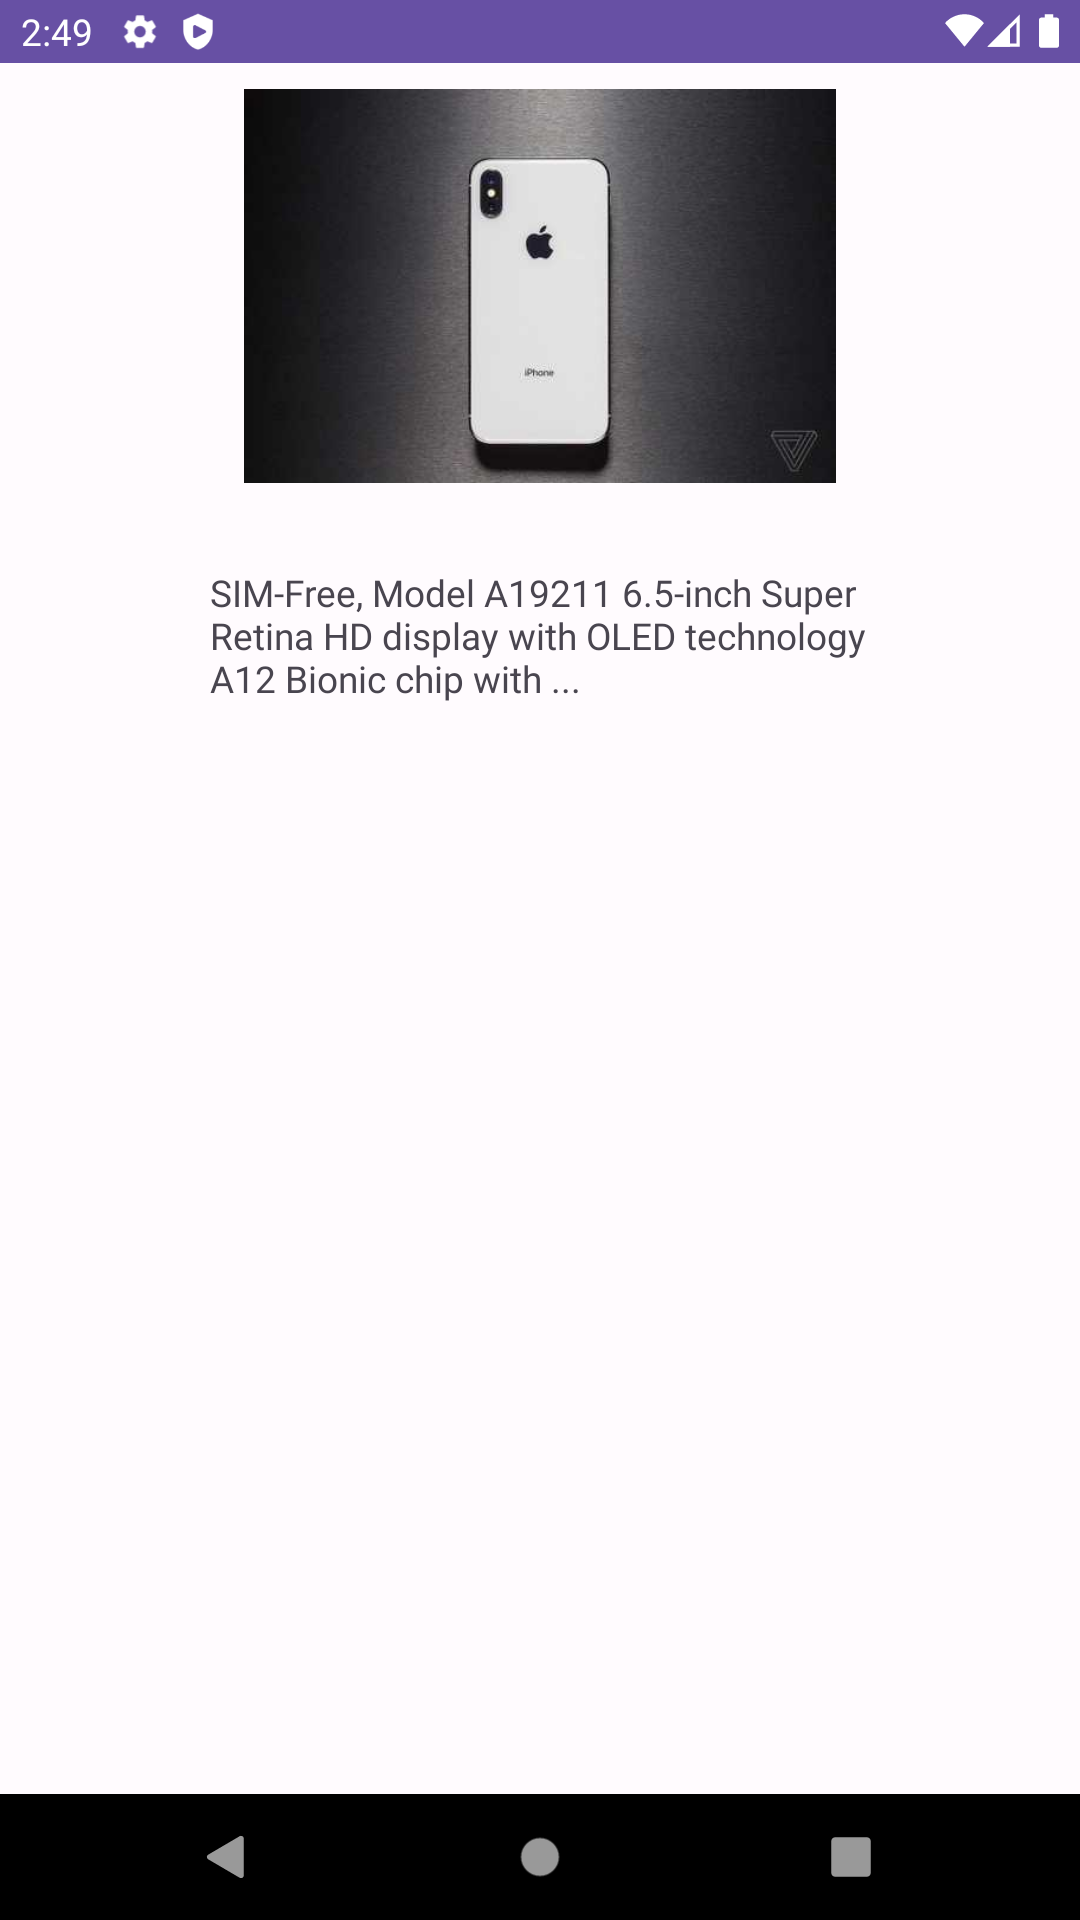 2:49
iPhone
SIM-Free, Model A19211 6.5-inch Super
Retina HD display with OLED technology
A12 Bionic chip with ...